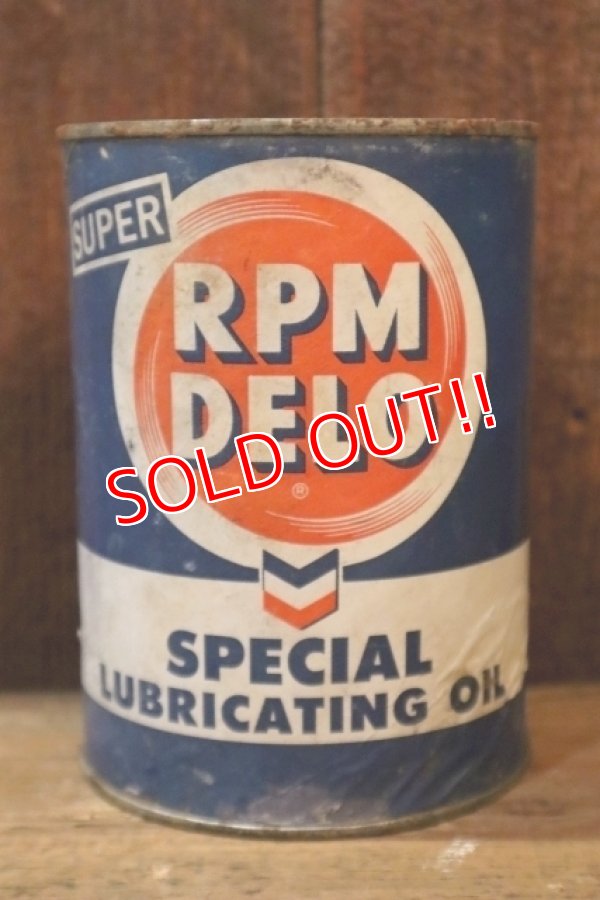 SUPER
RPM
DELO
SOLD OUT!!
®
SPECIAL
LUBRICATING OIL